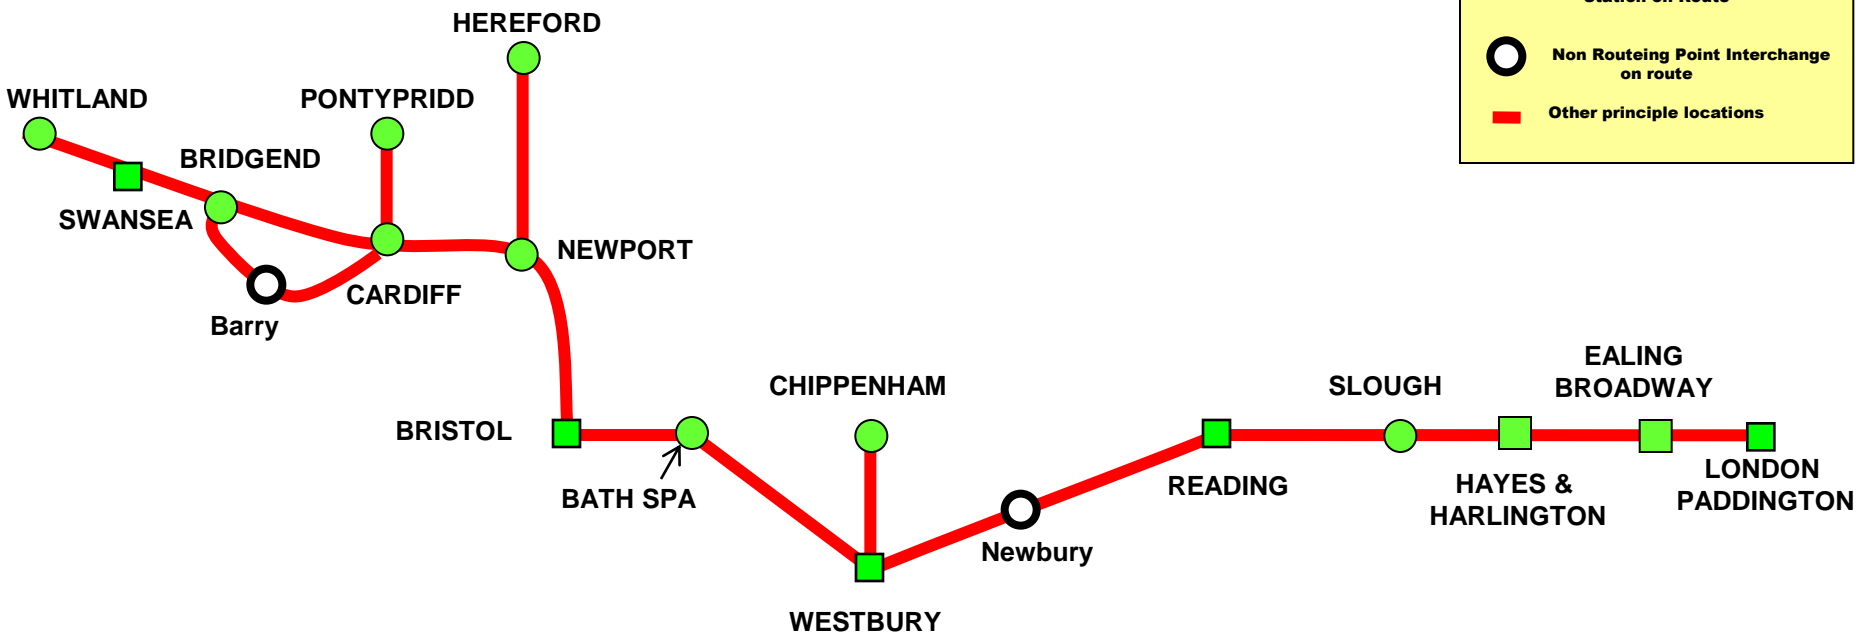 Station on Route
HEREFORD
Non Routeing Point Interchange
on route
WHITLAND
PONTYPRIDD
Other principle locations
BRIDGEND
SWANSEA
NEWPORT
CARDIFF
Barry
EALING
BROADWAY
CHIPPENHAM
SLOUGH
BRISTOL
LONDON
PADDINGTON
READING
HAYES &
HARLINGTON
BATH SPA
Newbury
WESTBURY